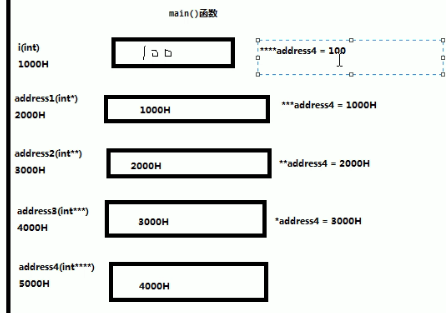 main()函数
i(int)
1000H
100
****address4 = 100
address1(int*)
2000H
1000H
***address4 = 1000H
address2(int**)
3000H
2000H
**address4 = 2000H
address3(int***)
4000H
3000H
*address4 = 3000H
address4(int****)
5000H
4000H